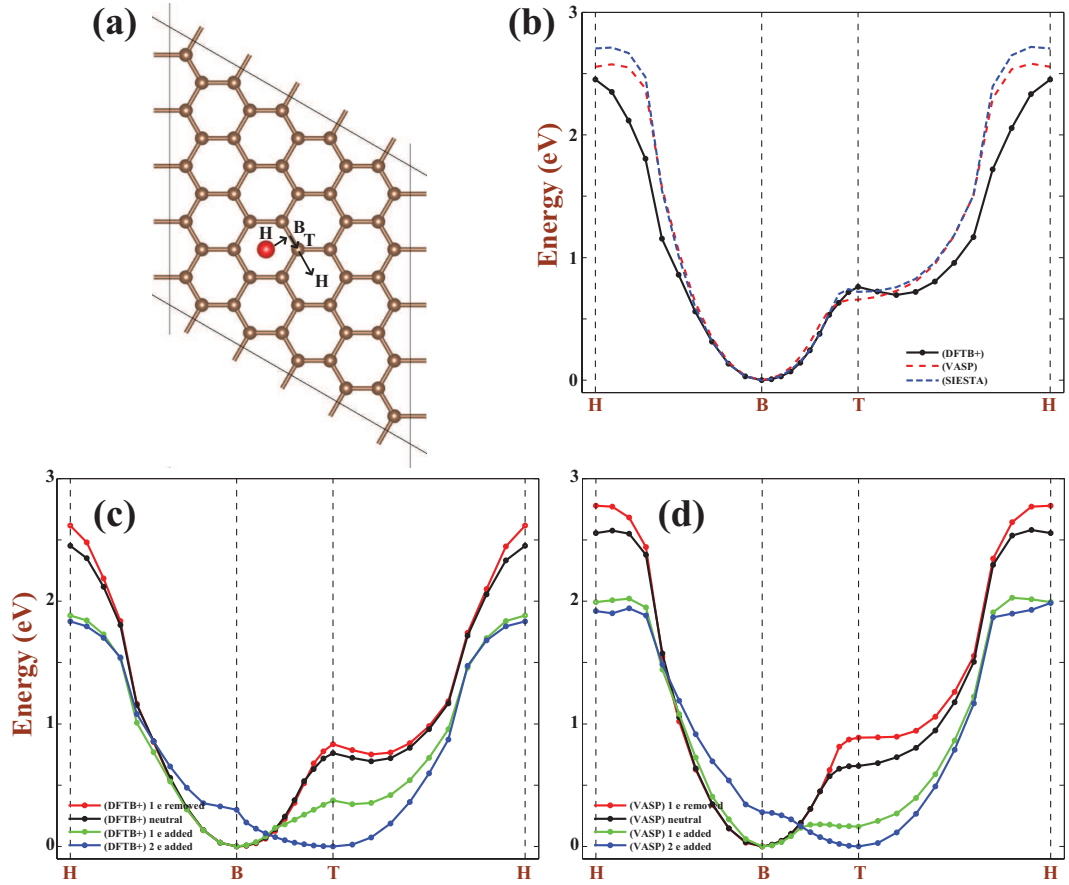 (a)
H
B
T
H
(b)
Energy (eV)
3
2
1
0
H
B
T
H
(DFTB+)
(VASP)
(SIESTA)
(c)
Energy (eV)
3
2
1
0
H
B
T
H
(DFTB+) 1 e removed
(DFTB+) neutral
(DFTB+) 1 e added
(DFTB+) 2 e added
(d)
3
2
1
0
H
B
T
H
(VASP) 1 e removed
(VASP) neutral
(VASP) 1 e added
(VASP) 2 e added